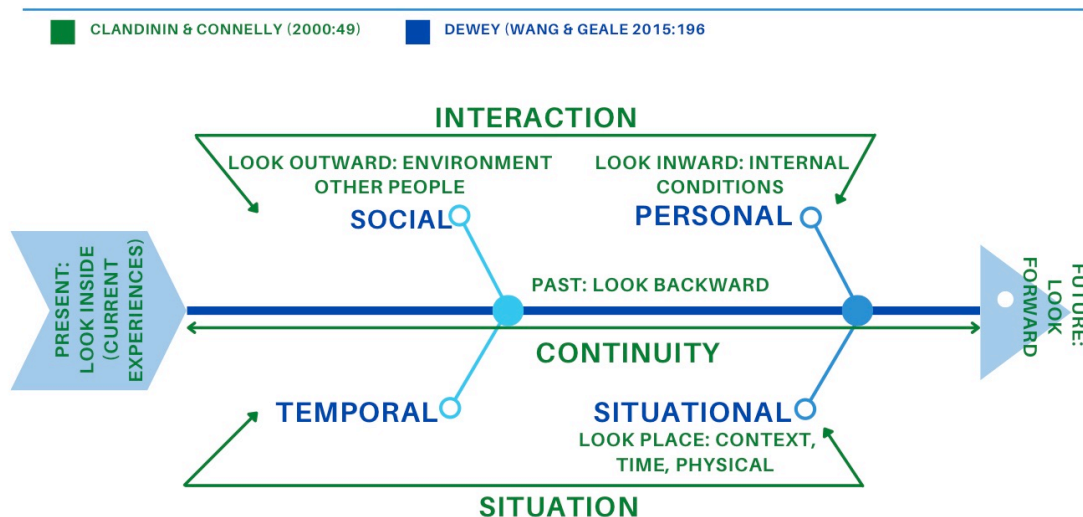 CLANDININ & CONNELLY (2000:49)
DEWEY (WANG & GEALE 2015:196
INTERACTION
LOOK OUTWARD: ENVIRONMENT
OTHER PEOPLE
LOOK INWARD: INTERNAL
CONDITIONS
SOCIAL
PERSONAL
PRESENT:
LOOK INSIDE
(CURRENT
EXPERIENCES)
PAST: LOOK BACKWARD
FUTURE:
LOOK
FORWARD
CONTINUITY
TEMPORAL
SITUATIONAL
LOOK PLACE: CONTEXT,
TIME, PHYSICAL
SITUATION